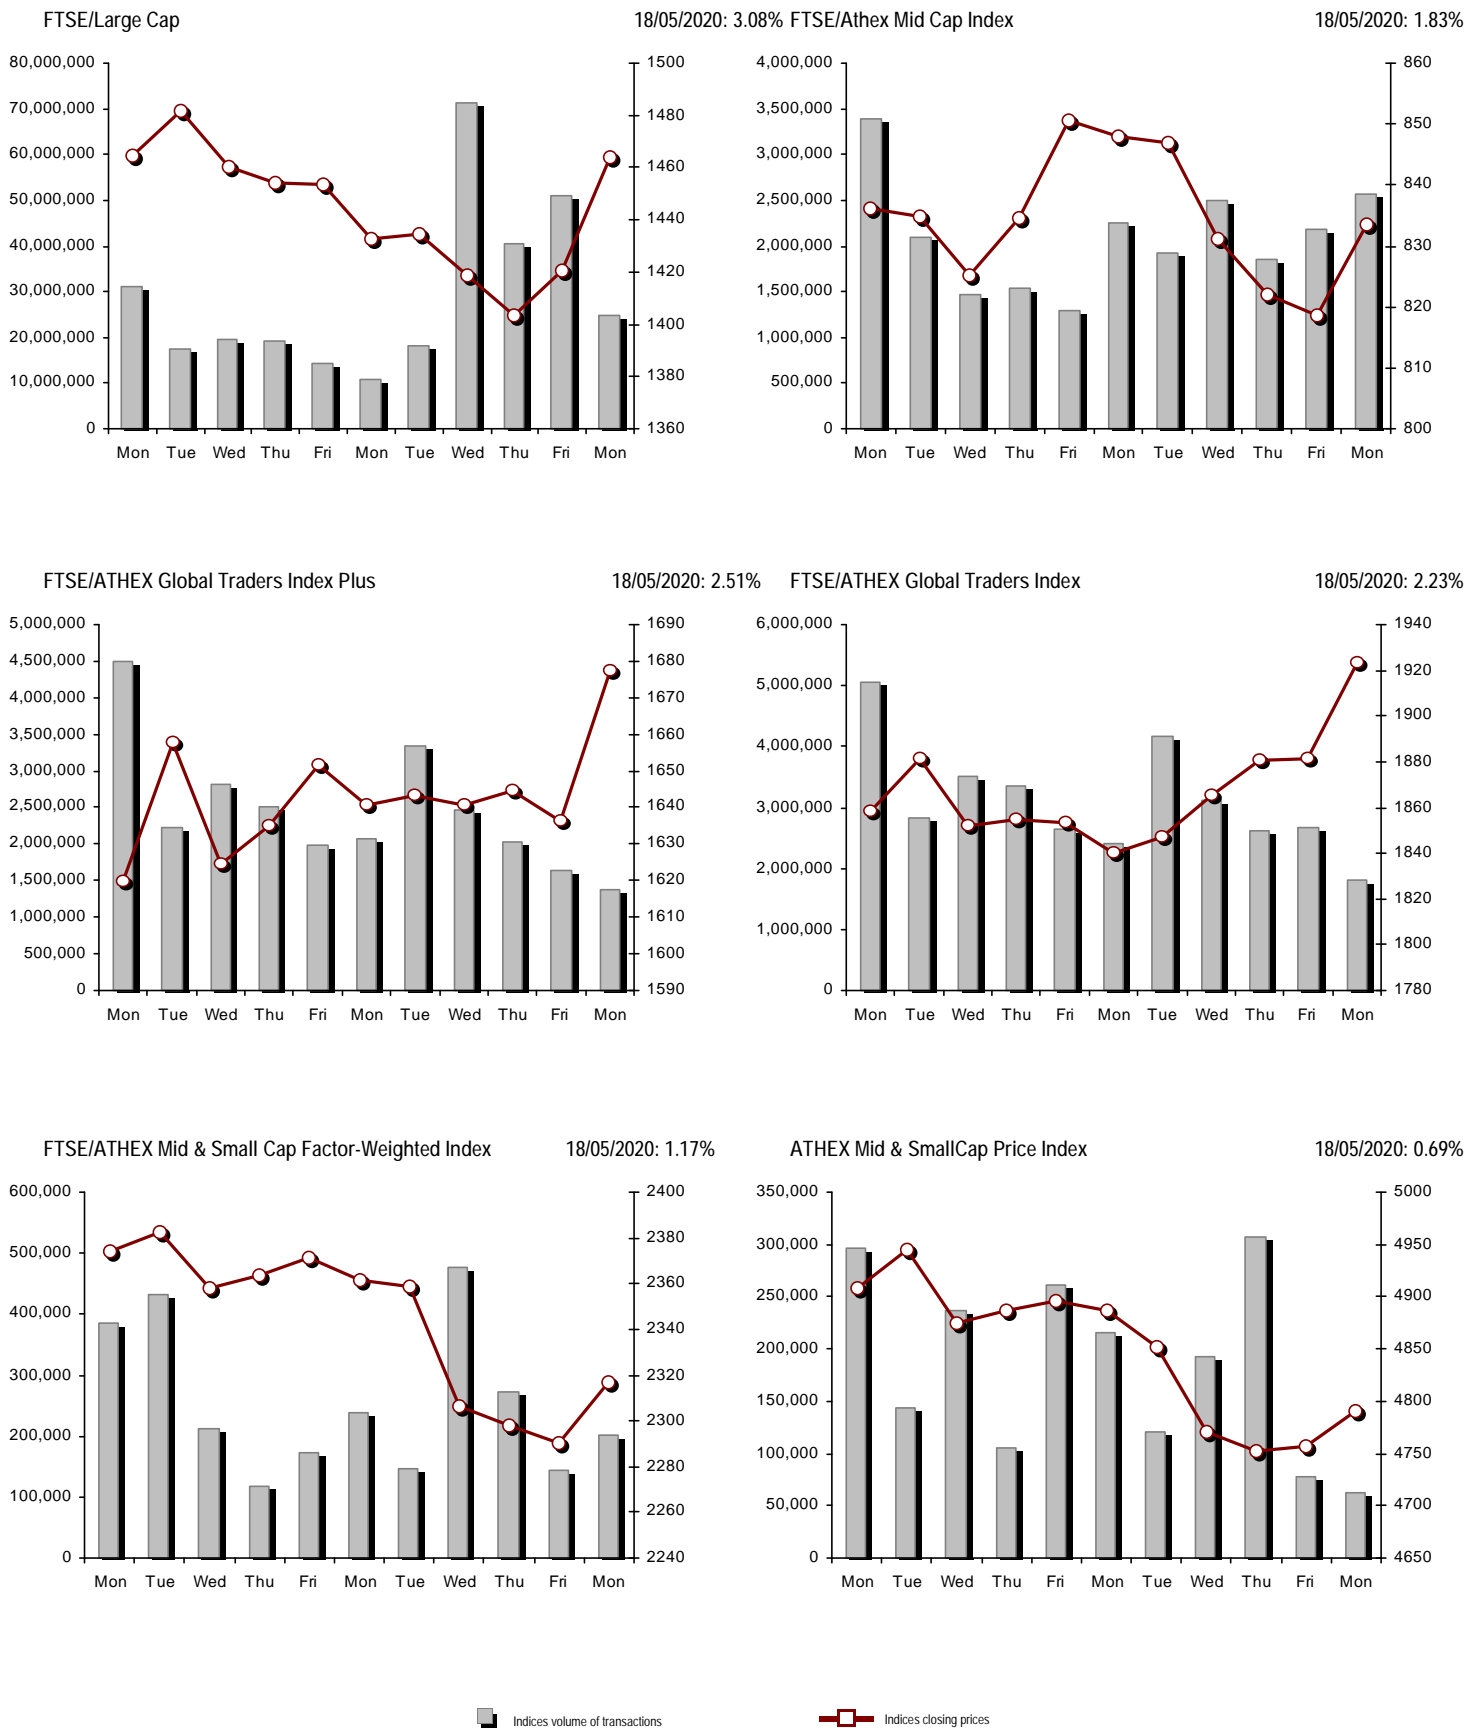 FTSE/Large Cap 18/05/2020: 3.08% FTSE/Athex Mid Cap Index 18/05/2020: 1.83%
80,000,000 1500 4,000,000 860
70,000,000 1480 3,500,000 850
60,000,000 1460 3,000,000 840
50,000,000 1440 2,500,000 830
40,000,000 1420 2,000,000 820
30,000,000 1400 1,500,000 810
20,000,000 1380 1,000,000 800
10,000,000 1360 500,000
0 0
Mon Tue Wed Thu Fri Mon Tue Wed Thu Fri Mon Mon Tue Wed Thu Fri Mon Tue Wed Thu Fri Mon
FTSE/ATHEX Global Traders Index Plus 18/05/2020: 2.51% FTSE/ATHEX Global Traders Index 18/05/2020: 2.23%
5,000,000 1690 6,000,000 1940
4,500,000 1680 5,000,000 1920
4,000,000 1670 4,000,000 1900
3,500,000 1660 3,000,000 1880
3,000,000 1650 2,000,000 1860
2,500,000 1640 1,000,000 1840
2,000,000 1630 0 1820
1,500,000 1620 1800
1,000,000 1610 1780
500,000 1600
0 1590
Mon Tue Wed Thu Fri Mon Tue Wed Thu Fri Mon Mon Tue Wed Thu Fri Mon Tue Wed Thu Fri Mon
FTSE/ATHEX Mid & Small Cap Factor-Weighted Index 18/05/2020: 1.17% ATHEX Mid & SmallCap Price Index 18/05/2020: 0.69%
600,000 2400 350,000 5000
500,000 2380 300,000 4950
400,000 2360 250,000 4900
300,000 2340 200,000 4850
200,000 2320 150,000 4800
100,000 2300 100,000 4750
0 2280 50,000 4700
2260 0 4650
2240
Mon Tue Wed Thu Fri Mon Tue Wed Thu Fri Mon Mon Tue Wed Thu Fri Mon Tue Wed Thu Fri Mon
Indices volume of transactions Indices closing prices